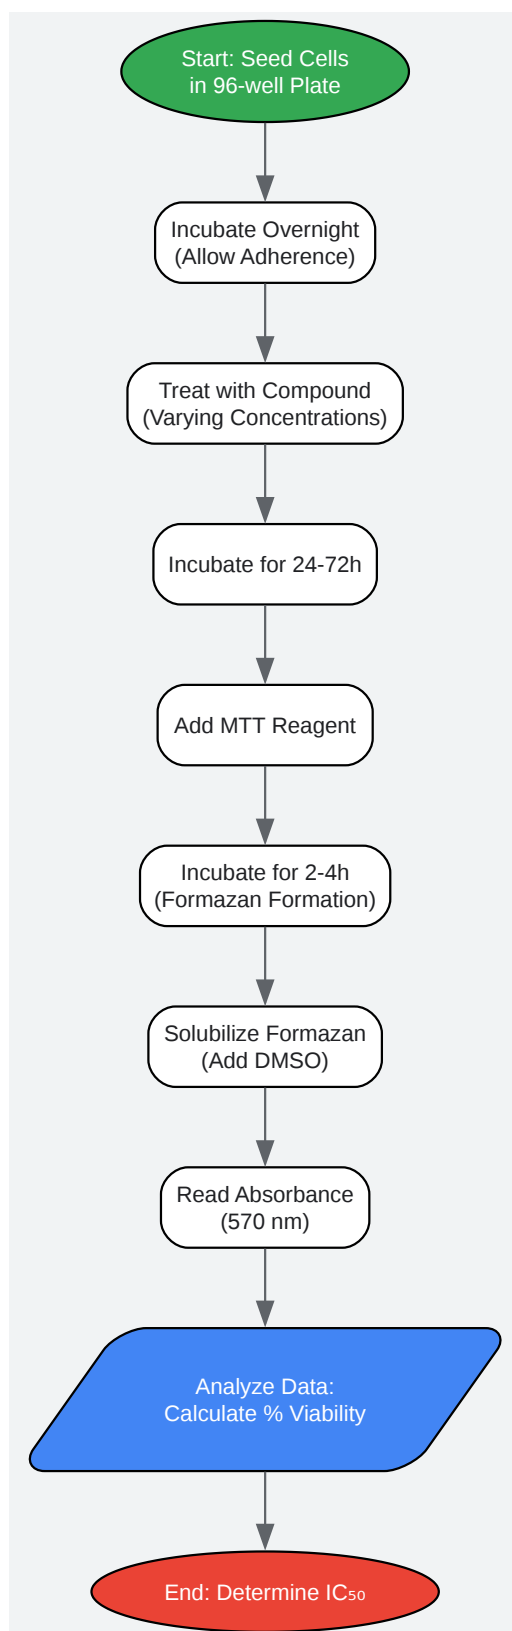 Start: Seed Cells
in 96-well Plate
Incubate Overnight
(Allow Adherence)
Treat with Compound
(Varying Concentrations)
Incubate for 24-72h
Add MTT Reagent
Incubate for 2-4h
(Formazan Formation)
Solubilize Formazan
(Add DMSO)
Read Absorbance
(570 nm)
Analyze Data:
Calculate % Viability
End: Determine IC₅₀